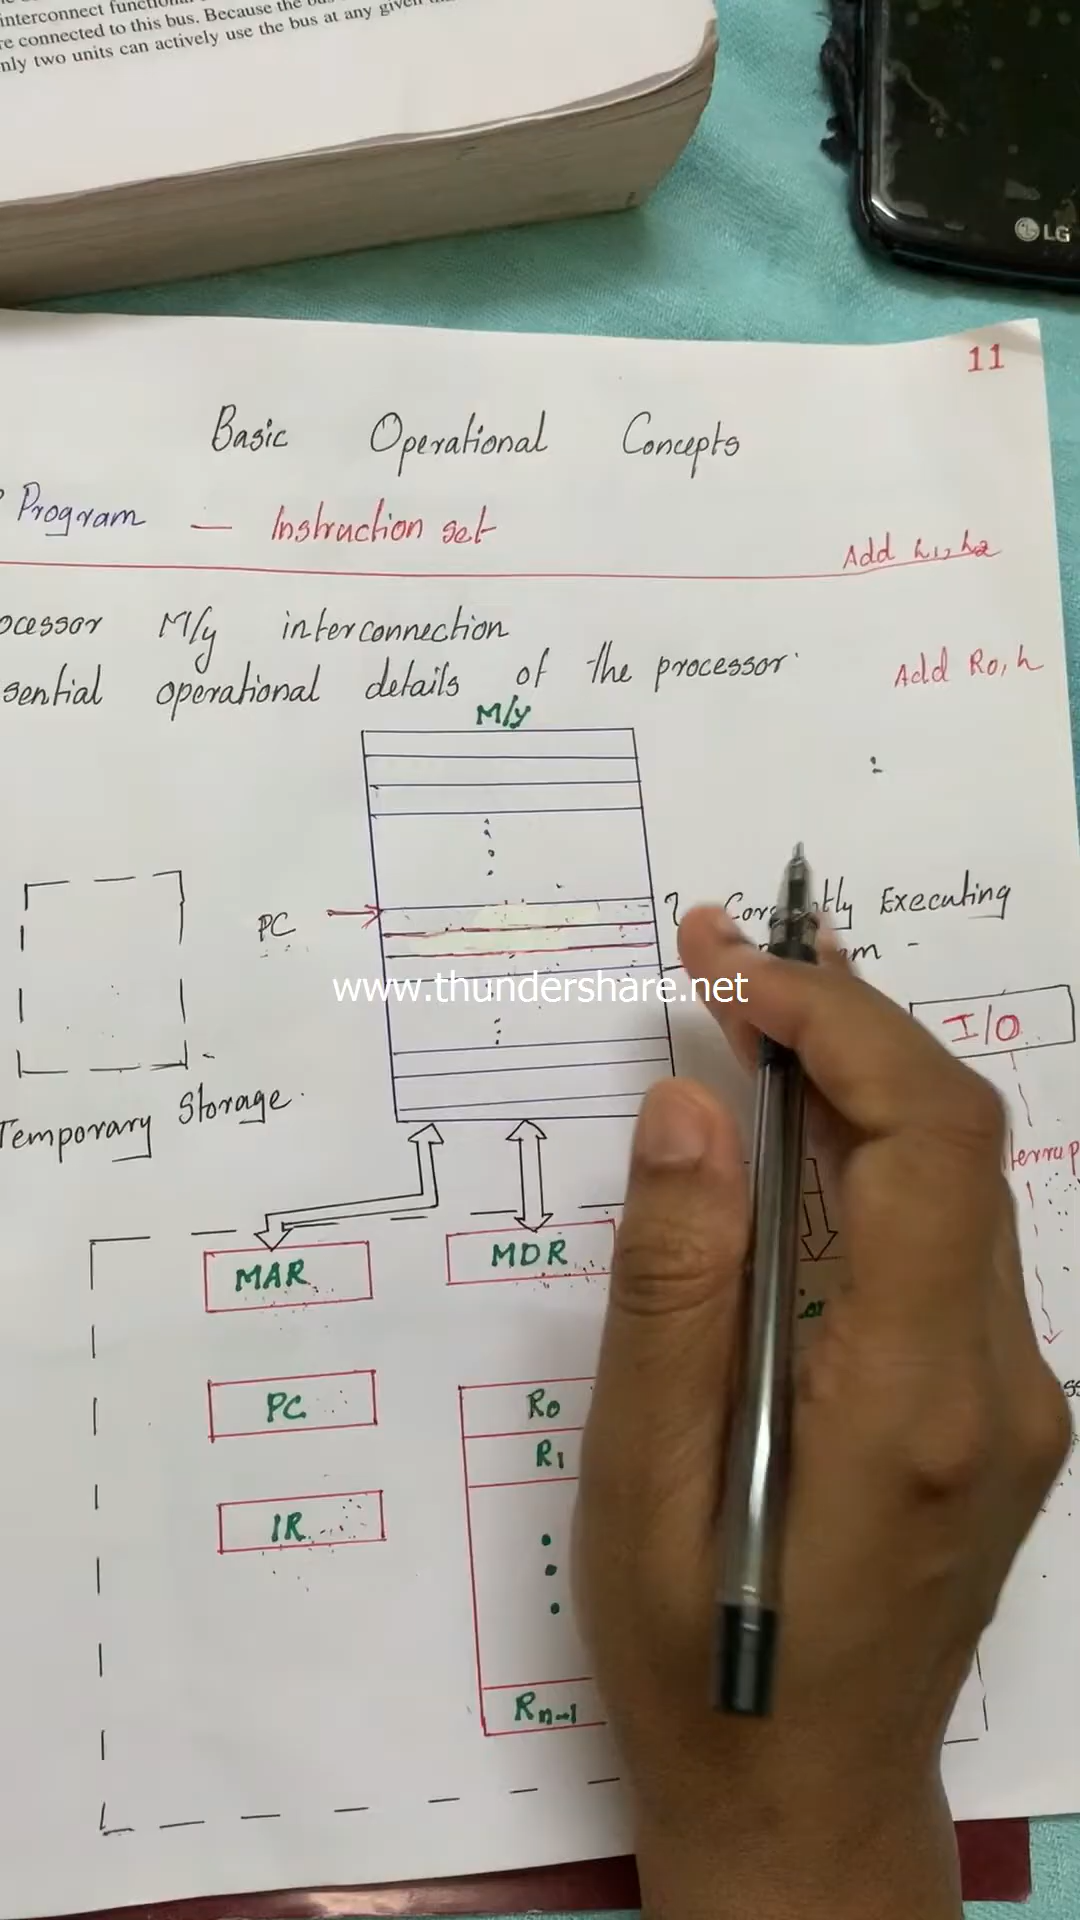 interconnect
re connected to this bus. Because the
nly two units can actively use the bus at any given
LG
11
Basic Operational Concepts
Program — Instruction set
Add
ocessor M/y interconnection
sential operational details of the processor.
Add R0,
M/y
PC
Executing
www.thundershare.net
I/O
Temporary Storage.
terrup
MAR
MDR
PC
R0
R1
IR
Rn-1